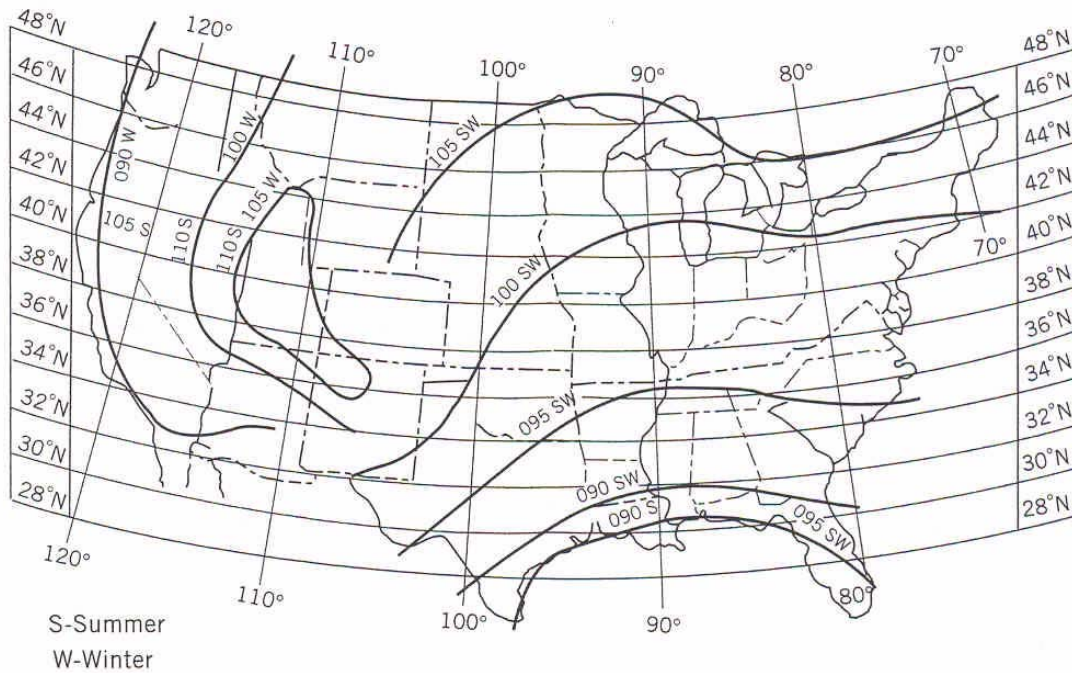 48°N
46°N
44°N
42°N
40°N
38°N
36°N
34°N
32°N
30°N
28°N
120°
110°
100°
90°
80°
70°
48°N
46°N
44°N
42°N
40°N
38°N
36°N
34°N
32°N
30°N
28°N
090 W
100 W
105 W
105 S
110 S
110 S
105 SW
100 SW
095 SW
090 SW
090 S
095 SW
70°
120°
110°
100°
90°
80°
S-Summer
W-Winter